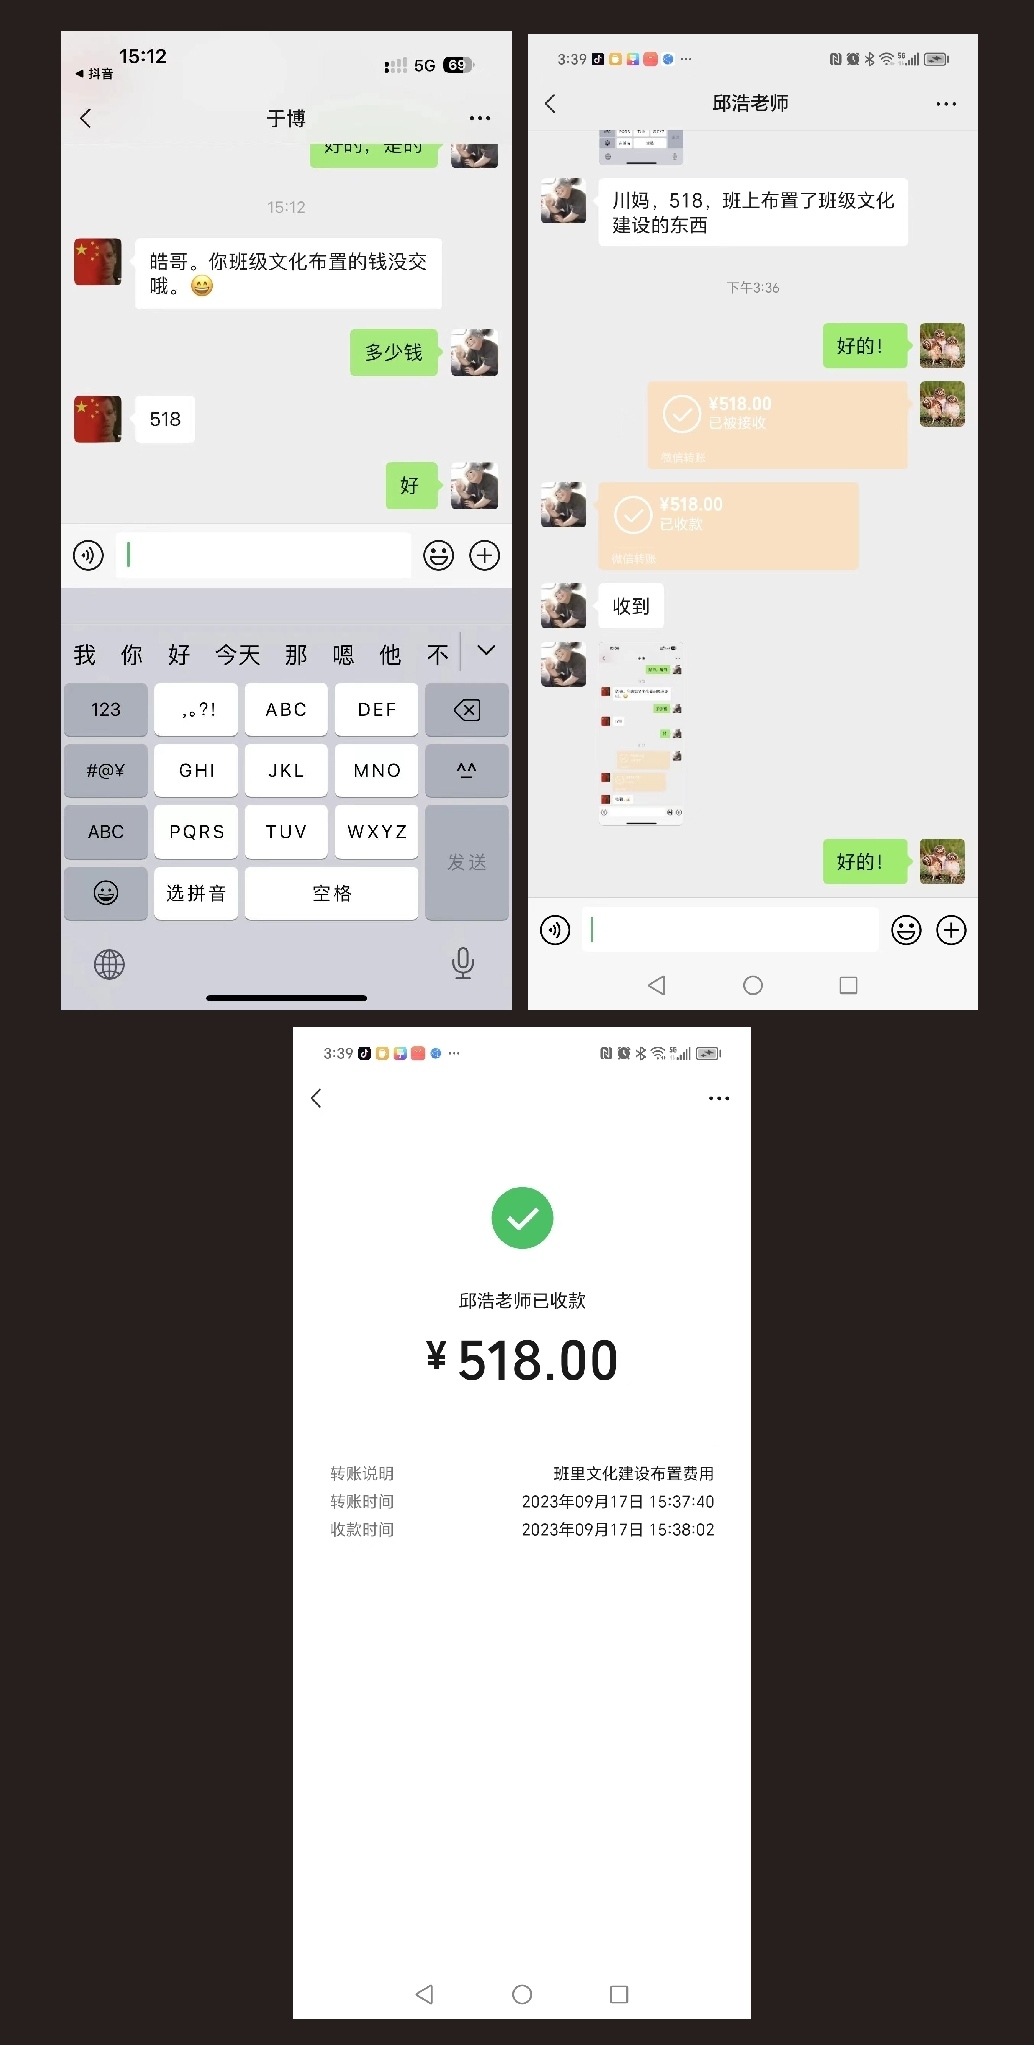 15:12
抖音
5G
69
于博
好的，是的
15:12
皓哥。你班级文化布置的钱没交
哦。😄
多少钱
518
好
我 你 好 今天 那 嗯 他 不
123
,。?!
ABC
DEF
#@¥
GHI
JKL
MNO
^^
ABC
PQRS
TUV
WXYZ
发送
选拼音
空格
3:39
5G
邱浩老师
川妈，518，班上布置了班级文化
建设的东西
下午3:36
好的！
¥518.00
已被接收
微信转账
¥518.00
已收款
微信转账
收到
好的！
3:39
5G
邱浩老师已收款
¥518.00
转账说明 班里文化建设布置费用
转账时间 2023年09月17日 15:37:40
收款时间 2023年09月17日 15:38:02